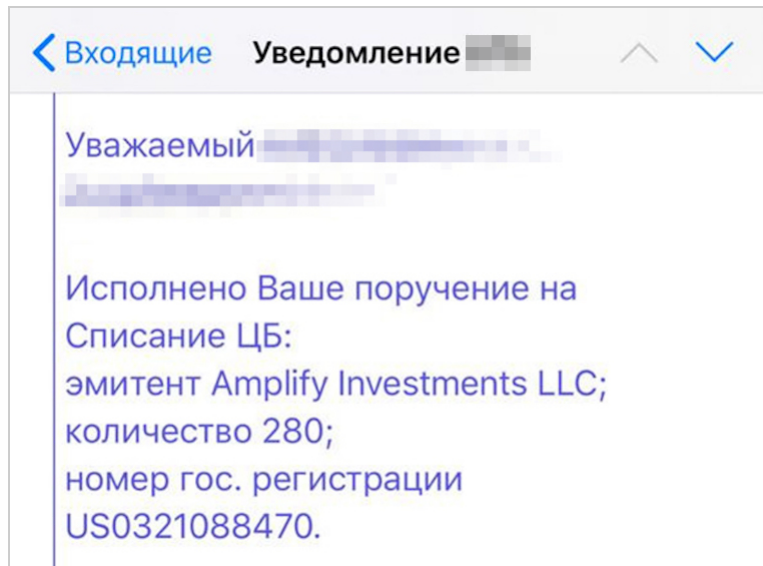 Входящие Уведомление
Уважаемый
Исполнено Ваше поручение на
Списание ЦБ:
эмитент Amplify Investments LLC;
количество 280;
номер гос. регистрации
US0321088470.